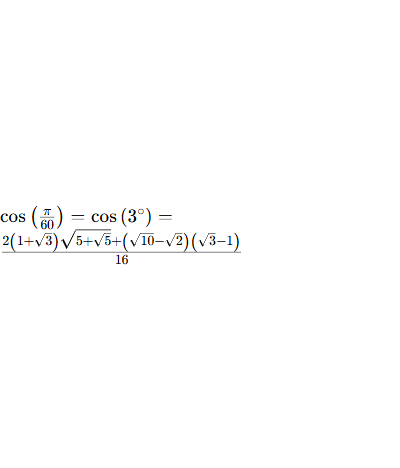 cos (π/60) = cos (3°) =
2(1+√3)√(5+√5)+(√10−√2)(√3−1)
16